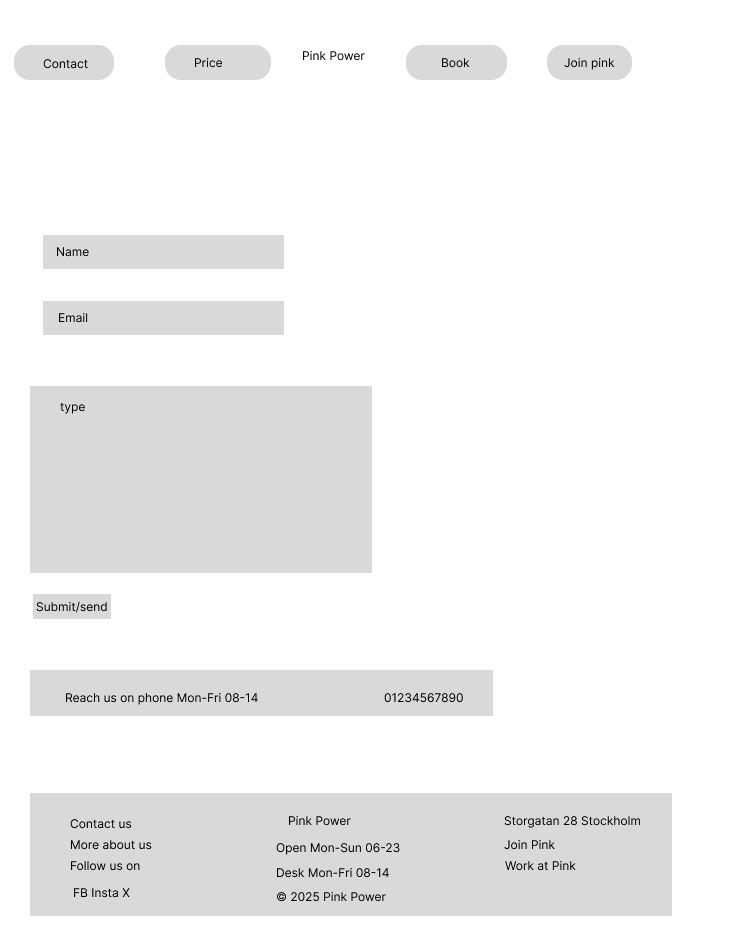 Contact
Price
Pink Power
Book
Join pink
Name
Email
type
Submit/send
Reach us on phone Mon-Fri 08-14
01234567890
Contact us
More about us
Follow us on
FB Insta X
Pink Power
Open Mon-Sun 06-23
Desk Mon-Fri 08-14
© 2025 Pink Power
Storgatan 28 Stockholm
Join Pink
Work at Pink